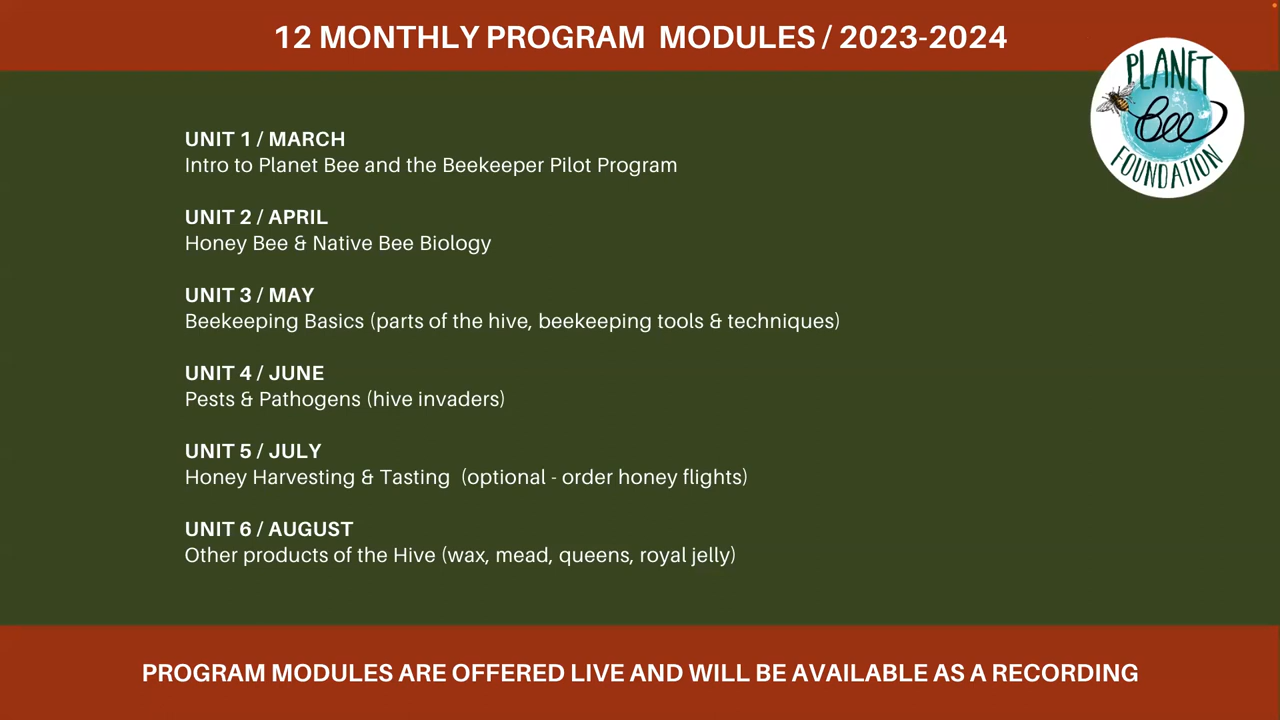 12 MONTHLY PROGRAM MODULES / 2023-2024
PLANET
Bee
FOUNDATION
UNIT 1 / MARCH
Intro to Planet Bee and the Beekeeper Pilot Program
UNIT 2 / APRIL
Honey Bee & Native Bee Biology
UNIT 3 / MAY
Beekeeping Basics (parts of the hive, beekeeping tools & techniques)
UNIT 4 / JUNE
Pests & Pathogens (hive invaders)
UNIT 5 / JULY
Honey Harvesting & Tasting (optional - order honey flights)
UNIT 6 / AUGUST
Other products of the Hive (wax, mead, queens, royal jelly)
PROGRAM MODULES ARE OFFERED LIVE AND WILL BE AVAILABLE AS A RECORDING